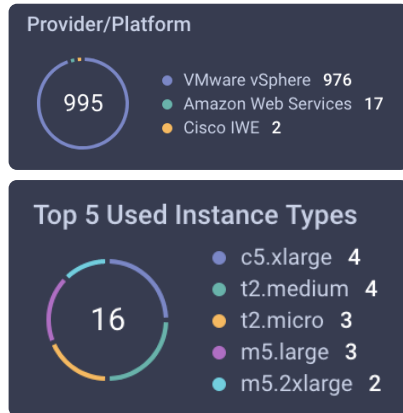 Provider/Platform
995
VMware vSphere 976
Amazon Web Services 17
Cisco IWE 2
Top 5 Used Instance Types
16
c5.xlarge 4
t2.medium 4
t2.micro 3
m5.large 3
m5.2xlarge 2